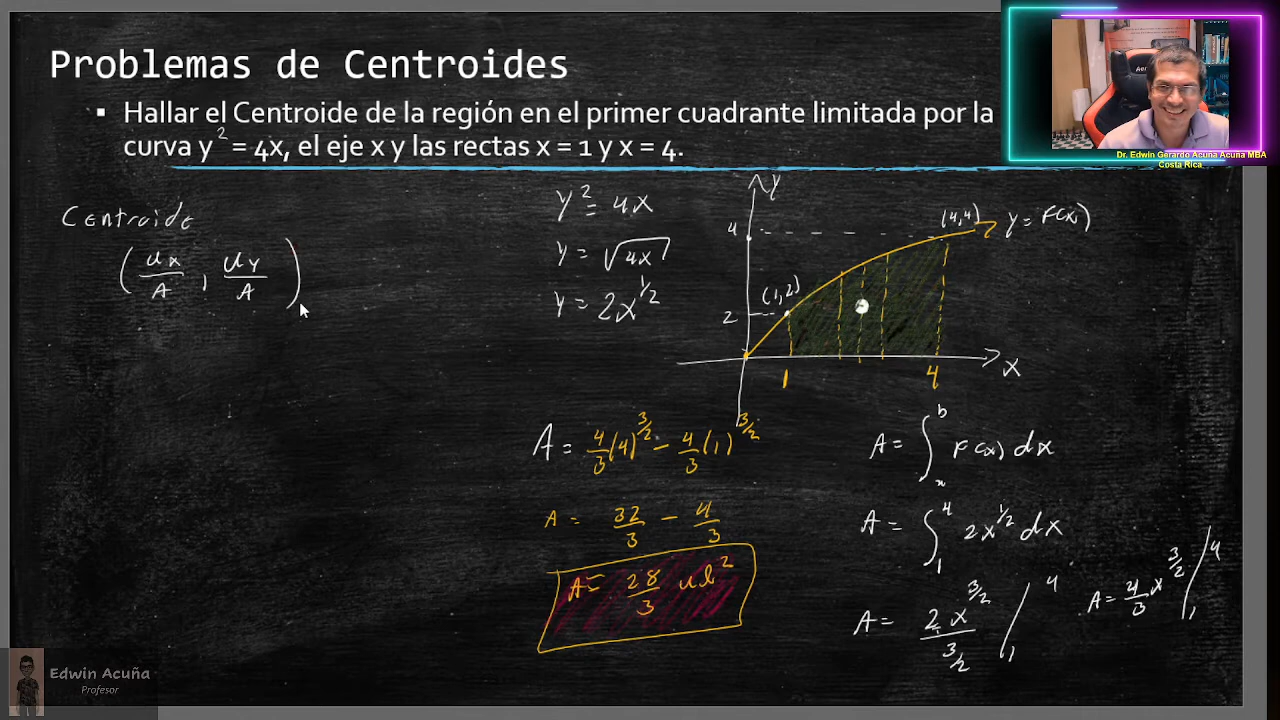 Problemas de Centroides
▪ Hallar el Centroide de la región en el primer cuadrante limitada por la
curva y² = 4x, el eje x y las rectas x = 1 y x = 4.
Dr. Edwin Gerardo Acuña Acuña MBA
Costa Rica
Centroide
(Mx/A, My/A)
y² = 4x
y = √4x
y = 2x^1/2
y
4
(4,4)
y = F(x)
(1,2)
2
x
1
4
A = 4/3(4)^3/2 - 4/3(1)^3/2
A = 32/3 - 4/3
A = 28/3 ul²
A = ∫ F(x) dx
b
A = ∫₁⁴ 2x^1/2 dx
A = 2x^3/2 / 3/2 /₁⁴
A = 4/3 x^3/2 /₁⁴
Edwin Acuña
Profesor